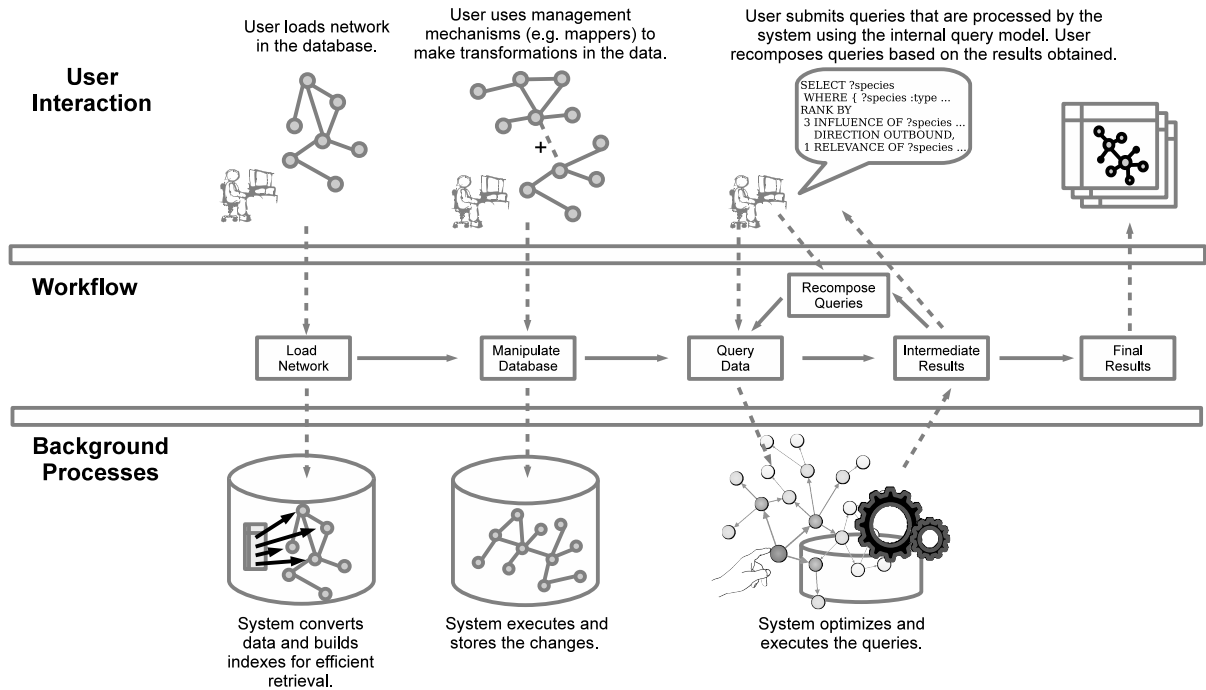 User loads network
in the database.
User uses management
mechanisms (e.g. mappers) to
make transformations in the data.
User submits queries that are processed by the
system using the internal query model. User
recomposes queries based on the results obtained.
User
Interaction
SELECT ?species
WHERE { ?species :type ...
RANK BY
3 INFLUENCE OF ?species ...
DIRECTION OUTBOUND,
1 RELEVANCE OF ?species ...
+
Workflow
Recompose
Queries
Load
Network
Manipulate
Database
Query
Data
Intermediate
Results
Final
Results
Background
Processes
System converts
data and builds
indexes for efficient
retrieval.
System executes and
stores the changes.
System optimizes and
executes the queries.